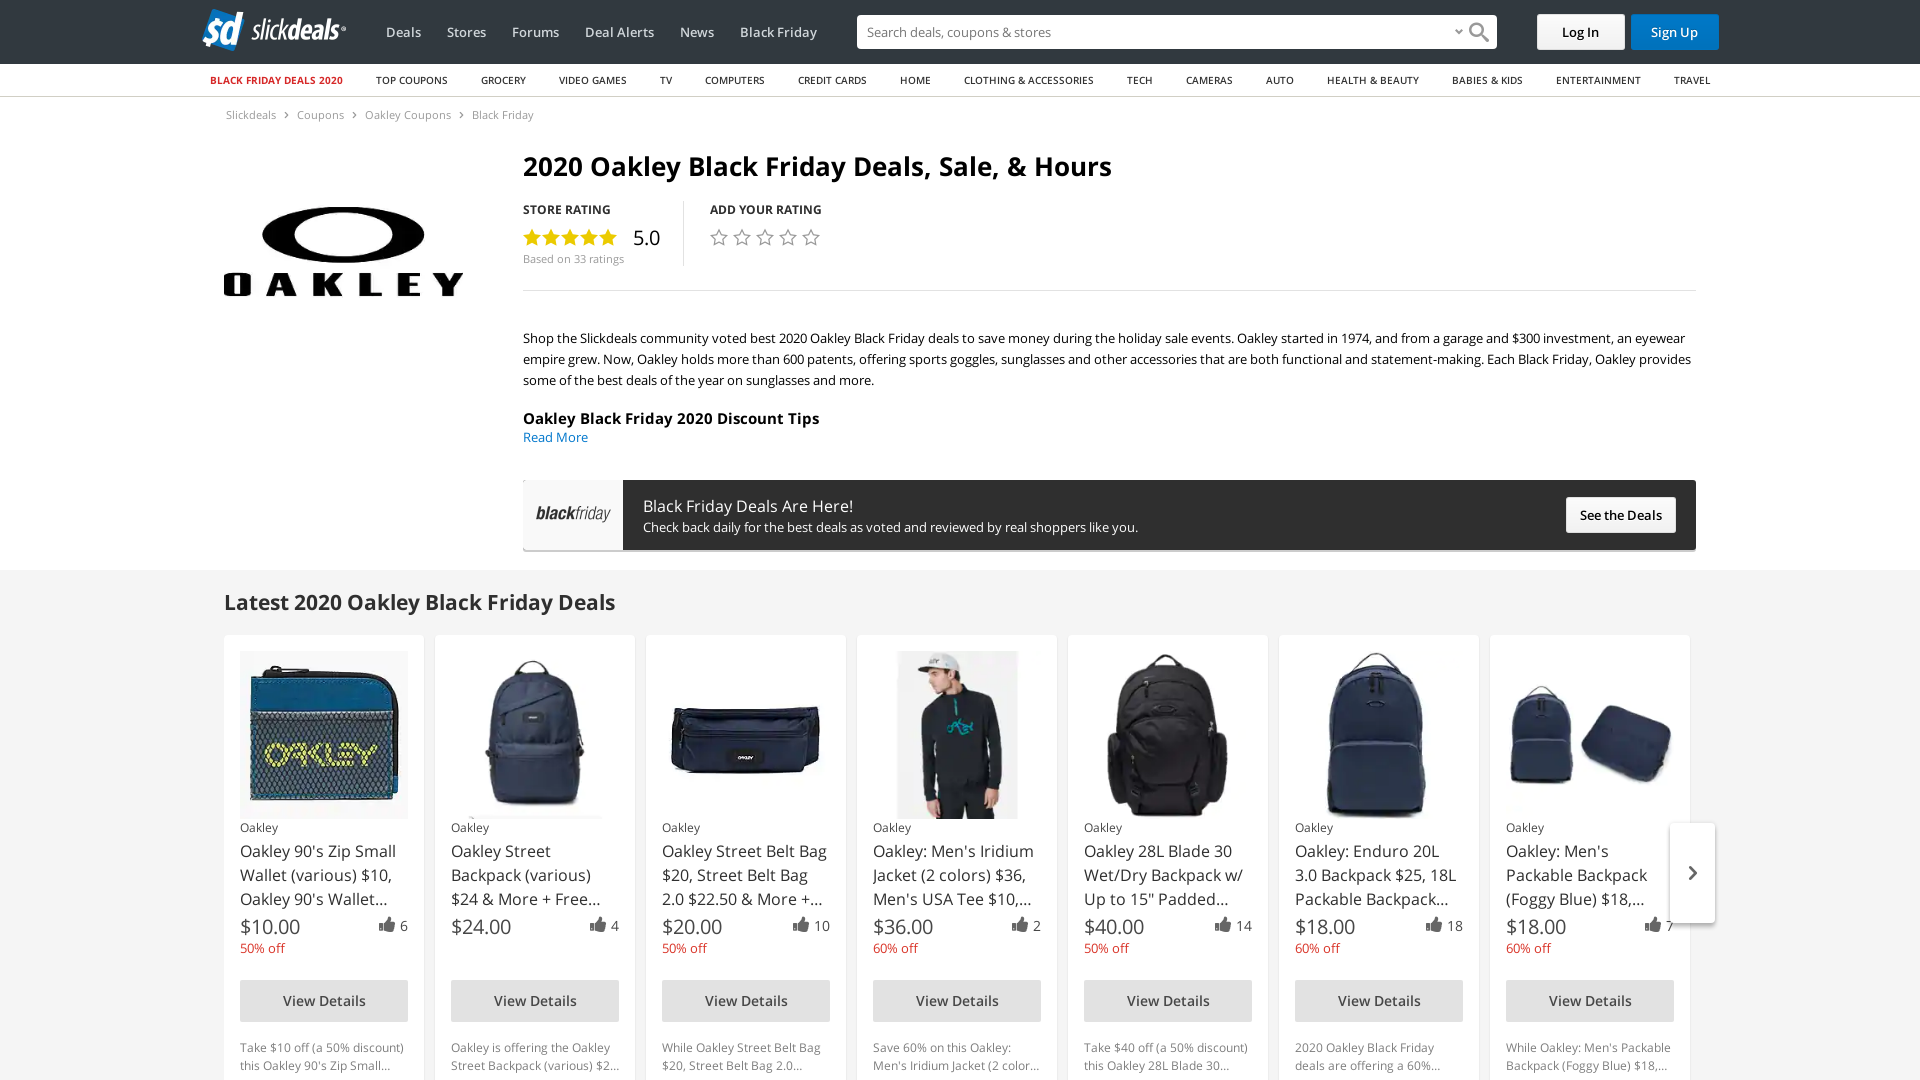 sd slickdeals
Deals Stores Forums Deal Alerts News Black Friday
Search deals, coupons & stores
Log In Sign Up
BLACK FRIDAY DEALS 2020 TOP COUPONS GROCERY VIDEO GAMES TV COMPUTERS CREDIT CARDS HOME CLOTHING & ACCESSORIES TECH CAMERAS AUTO HEALTH & BEAUTY BABIES & KIDS ENTERTAINMENT TRAVEL
Slickdeals › Coupons › Oakley Coupons › Black Friday
OAKLEY
2020 Oakley Black Friday Deals, Sale, & Hours
STORE RATING
5.0
Based on 33 ratings
ADD YOUR RATING
Shop the Slickdeals community voted best 2020 Oakley Black Friday deals to save money during the holiday sale events. Oakley started in 1974, and from a garage and $300 investment, an eyewear
empire grew. Now, Oakley holds more than 600 patents, offering sports goggles, sunglasses and other accessories that are both functional and statement-making. Each Black Friday, Oakley provides
some of the best deals of the year on sunglasses and more.
Oakley Black Friday 2020 Discount Tips
Read More
blackfriday
Black Friday Deals Are Here!
Check back daily for the best deals as voted and reviewed by real shoppers like you.
See the Deals
Latest 2020 Oakley Black Friday Deals
OAKLEY
Oakley
Oakley 90's Zip Small
Wallet (various) $10,
Oakley 90's Wallet...
$10.00 6
50% off
View Details
Take $10 off (a 50% discount)
this Oakley 90's Zip Small...
Oakley
Oakley Street
Backpack (various)
$24 & More + Free...
$24.00 4
View Details
Oakley is offering the Oakley
Street Backpack (various) $2...
OAKLEY
Oakley
Oakley Street Belt Bag
$20, Street Belt Bag
2.0 $22.50 & More +...
$20.00 10
50% off
View Details
While Oakley Street Belt Bag
$20, Street Belt Bag 2.0...
Oakley
Oakley: Men's Iridium
Jacket (2 colors) $36,
Men's USA Tee $10,...
$36.00 2
60% off
View Details
Save 60% on this Oakley:
Men's Iridium Jacket (2 color...
Oakley
Oakley 28L Blade 30
Wet/Dry Backpack w/
Up to 15" Padded...
$40.00 14
50% off
View Details
Take $40 off (a 50% discount)
this Oakley 28L Blade 30...
Oakley
Oakley: Enduro 20L
3.0 Backpack $25, 18L
Packable Backpack...
$18.00 18
60% off
View Details
2020 Oakley Black Friday
deals are offering a 60%...
Oakley
Oakley: Men's
Packable Backpack
(Foggy Blue) $18,...
$18.00 7
60% off
View Details
While Oakley: Men's Packable
Backpack (Foggy Blue) $18,...